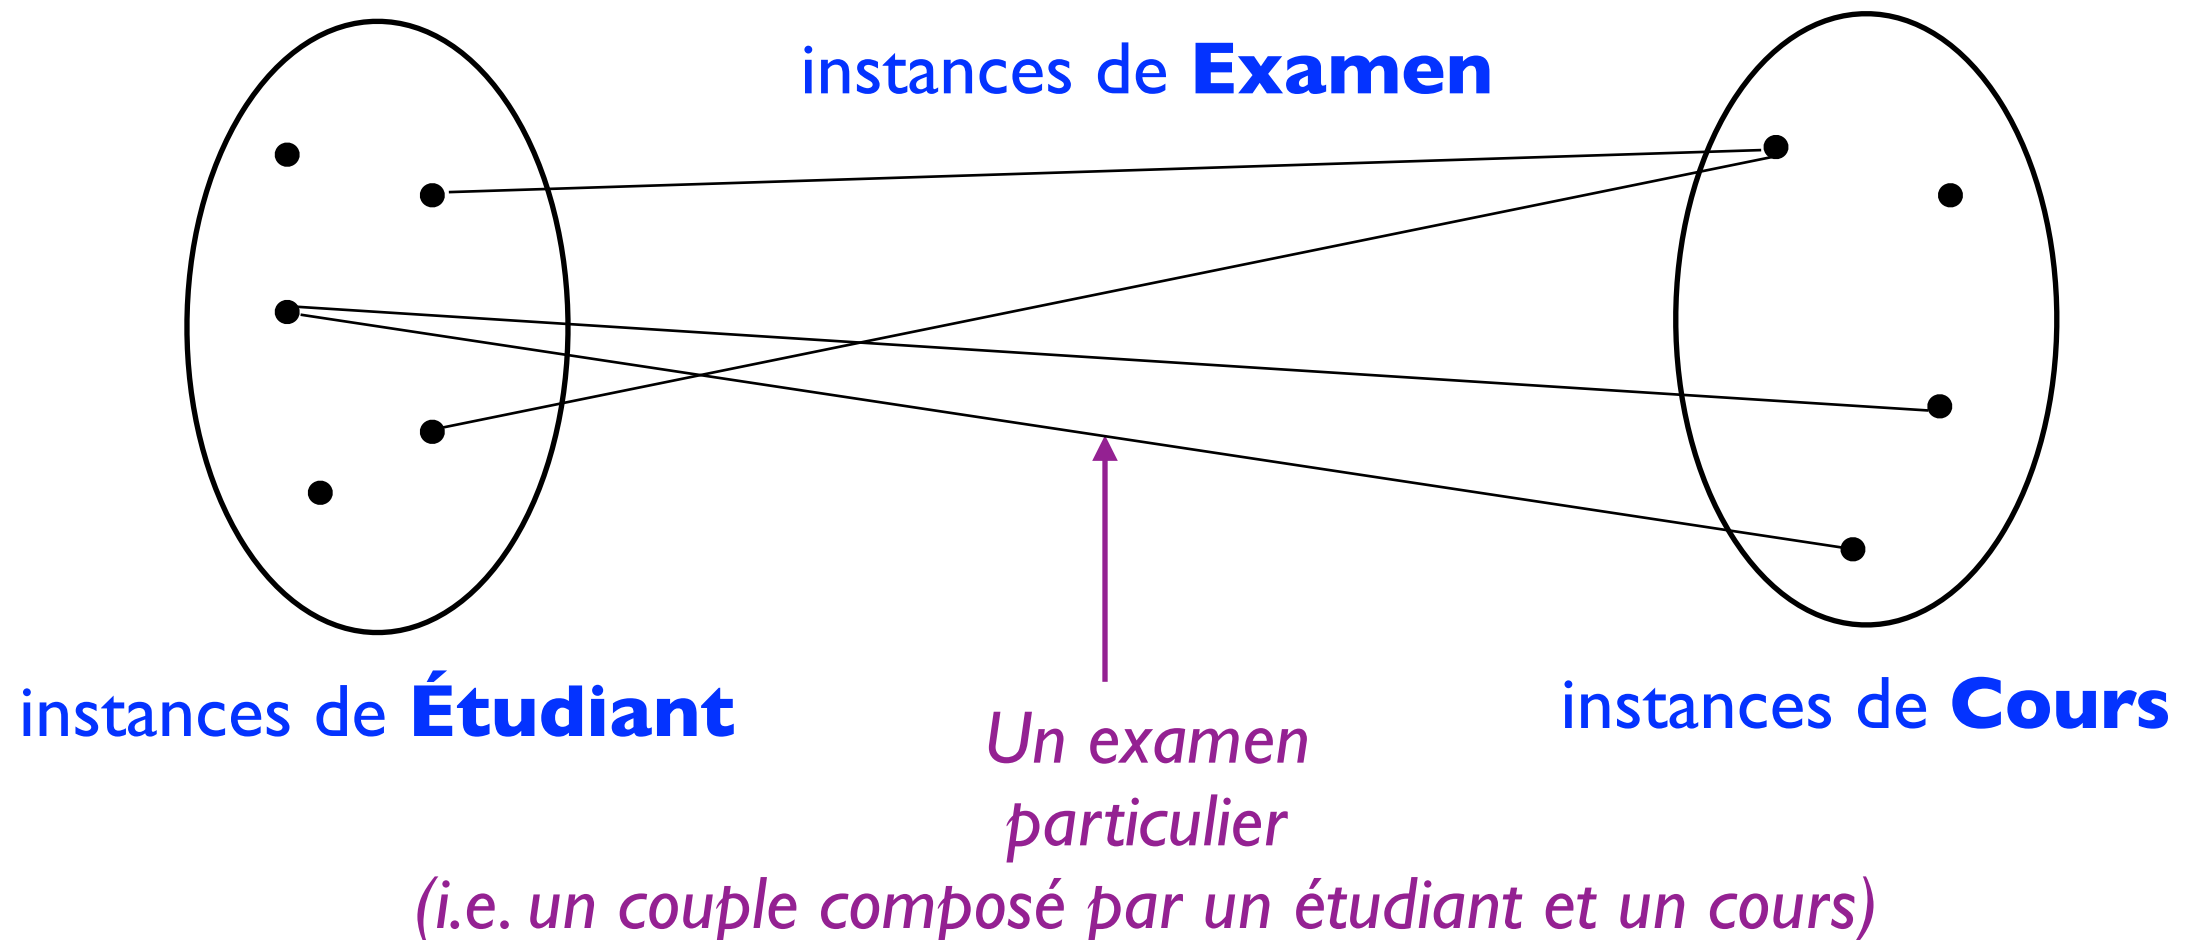 instances de Examen
instances de Étudiant
instances de Cours
Un examen
particulier
(i.e. un couple composé par un étudiant et un cours)